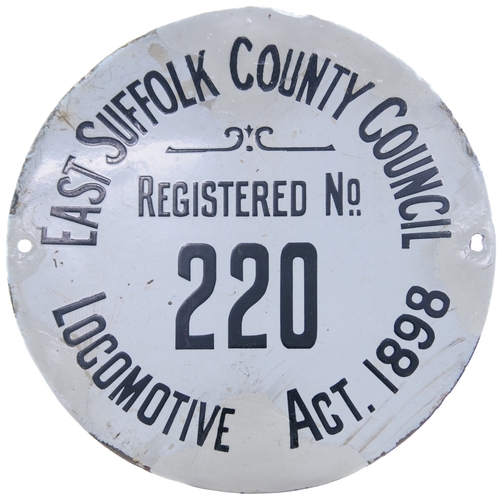 EAST SUFFOLK COUNTY COUNCIL
REGISTERED NO
220
LOCOMOTIVE ACT. 1898